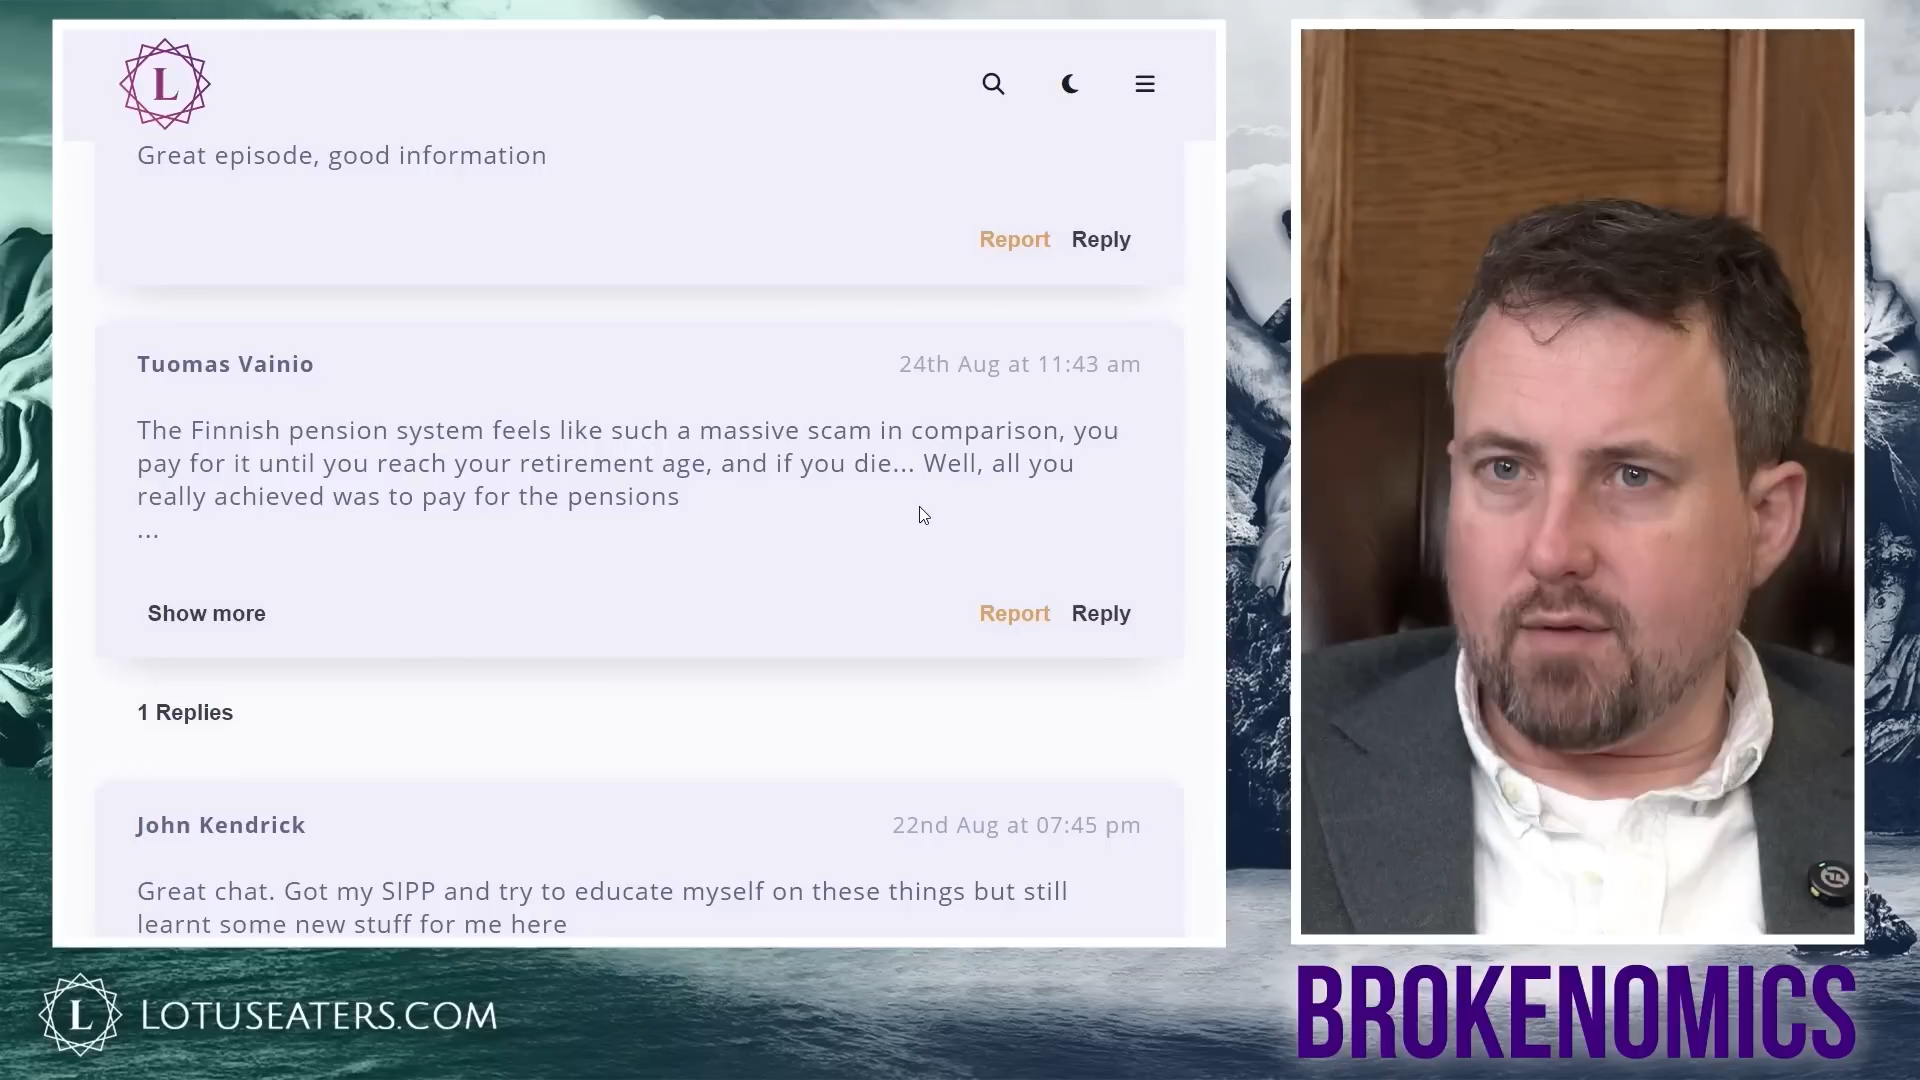 L
Great episode, good information
Report Reply
Tuomas Vainio 24th Aug at 11:43 am
The Finnish pension system feels like such a massive scam in comparison, you
pay for it until you reach your retirement age, and if you die... Well, all you
really achieved was to pay for the pensions
...
Show more Report Reply
1 Replies
John Kendrick 22nd Aug at 07:45 pm
Great chat. Got my SIPP and try to educate myself on these things but still
learnt some new stuff for me here
L LOTUSEATERS.COM
BROKENOMICS